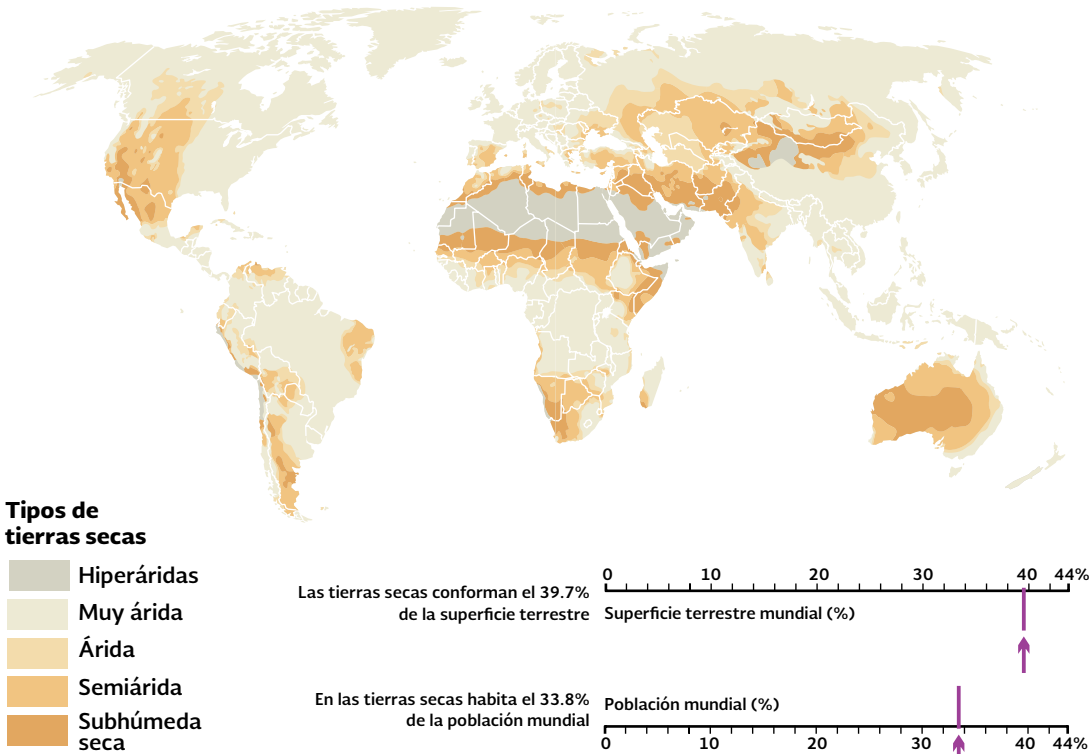 Tipos de
tierras secas
Hiperáridas
Muy árida
Árida
Semiárida
Subhúmeda
seca
Las tierras secas conforman el 39.7%
de la superficie terrestre
0 10 20 30 40 44%
Superficie terrestre mundial (%)
En las tierras secas habita el 33.8%
de la población mundial
Población mundial (%)
0 10 20 30 40 44%